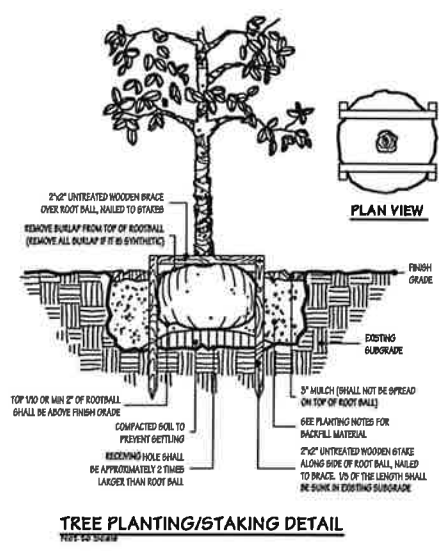 2"x2" UNTREATED WOODEN BRACE
OVER ROOT BALL, NAILED TO STAKES
REMOVE BURLAP FROM TOP OF ROOTBALL
(REMOVE ALL BURLAP IF IT IS SYNTHETIC)
PLAN VIEW
FINISH
GRADE
EXISTING
SUBGRADE
TOP 1/10 OR MIN 2" OF ROOTBALL
SHALL BE ABOVE FINISH GRADE
COMPACTED SOIL TO
PREVENT SETTLING
RECEIVING HOLE SHALL
BE APPROXIMATELY 2 TIMES
LARGER THAN ROOT BALL
3" MULCH (SHALL NOT BE SPREAD
ON TOP OF ROOT BALL)
SEE PLANTING NOTES FOR
BACKFILL MATERIAL
2"x2" UNTREATED WOODEN STAKE
ALONG SIDE OF ROOT BALL, NAILED
TO BRACE. 1/3 OF THE LENGTH SHALL
BE SUNK IN EXISTING SUBGRADE
TREE PLANTING/STAKING DETAIL
NOT TO SCALE